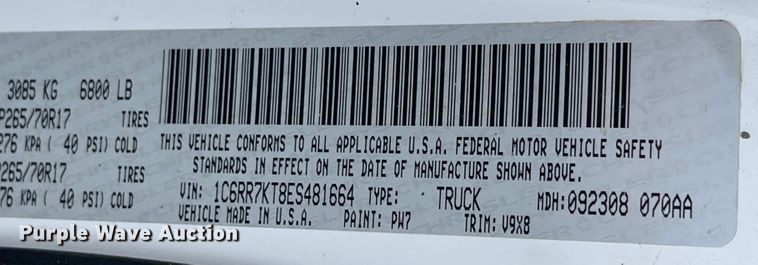 3085 KG 6800 LB
P265/70R17 TIRES
276 KPA ( 40 PSI) COLD
P265/70R17 TIRES
276 KPA ( 40 PSI) COLD
THIS VEHICLE CONFORMS TO ALL APPLICABLE U.S.A. FEDERAL MOTOR VEHICLE SAFETY
STANDARDS IN EFFECT ON THE DATE OF MANUFACTURE SHOWN ABOVE.
VIN: 1C6RR7KT8ES481664 TYPE: TRUCK MDH: 092308 070AA
VEHICLE MADE IN U.S.A. PAINT: PW7 TRIM: V9X8
Purple Wave Auction